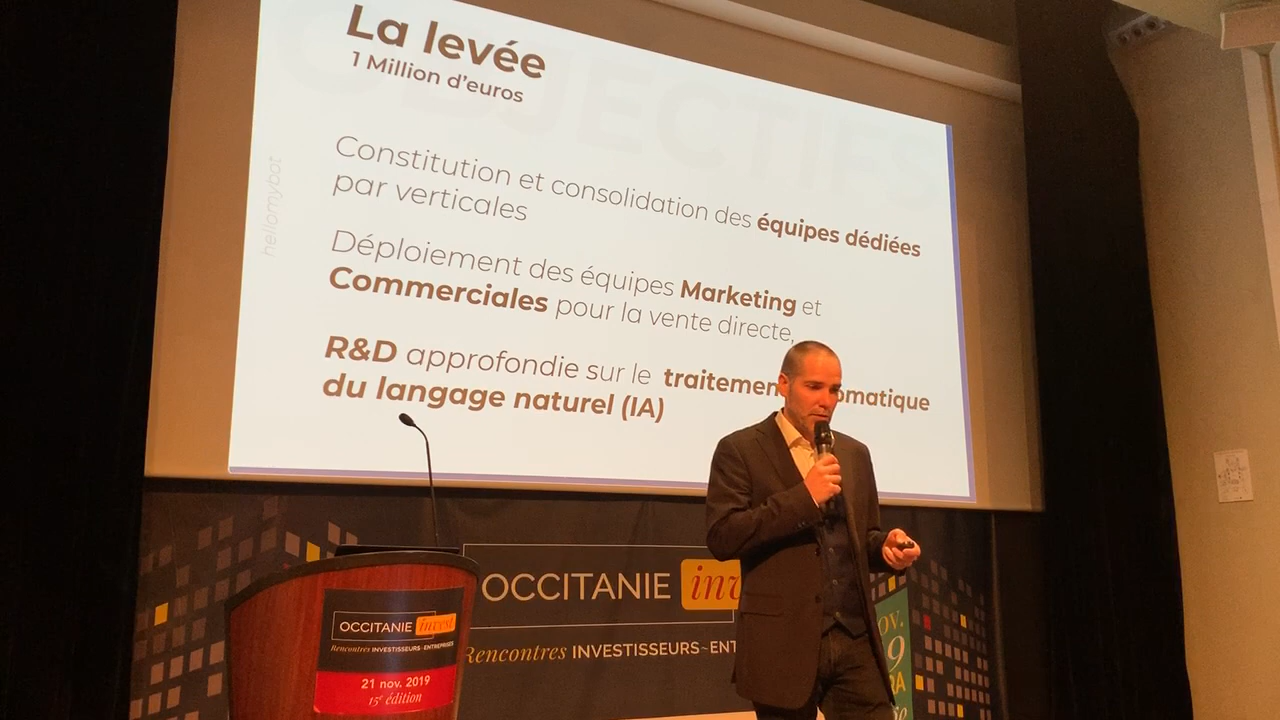 La levée
1 Million d'euros
OBJECTIFS
hellomybot
Constitution et consolidation des équipes dédiées
par verticales
Déploiement des équipes Marketing et
Commerciales pour la vente directe,
R&D approfondie sur le
du langage naturel (IA)
OCCITANIE
Rencontres INVESTISSEURS~
OCCITANIE invest
Rencontres INVESTISSEURS~ENTREPRISES
21 nov. 2019
15e édition